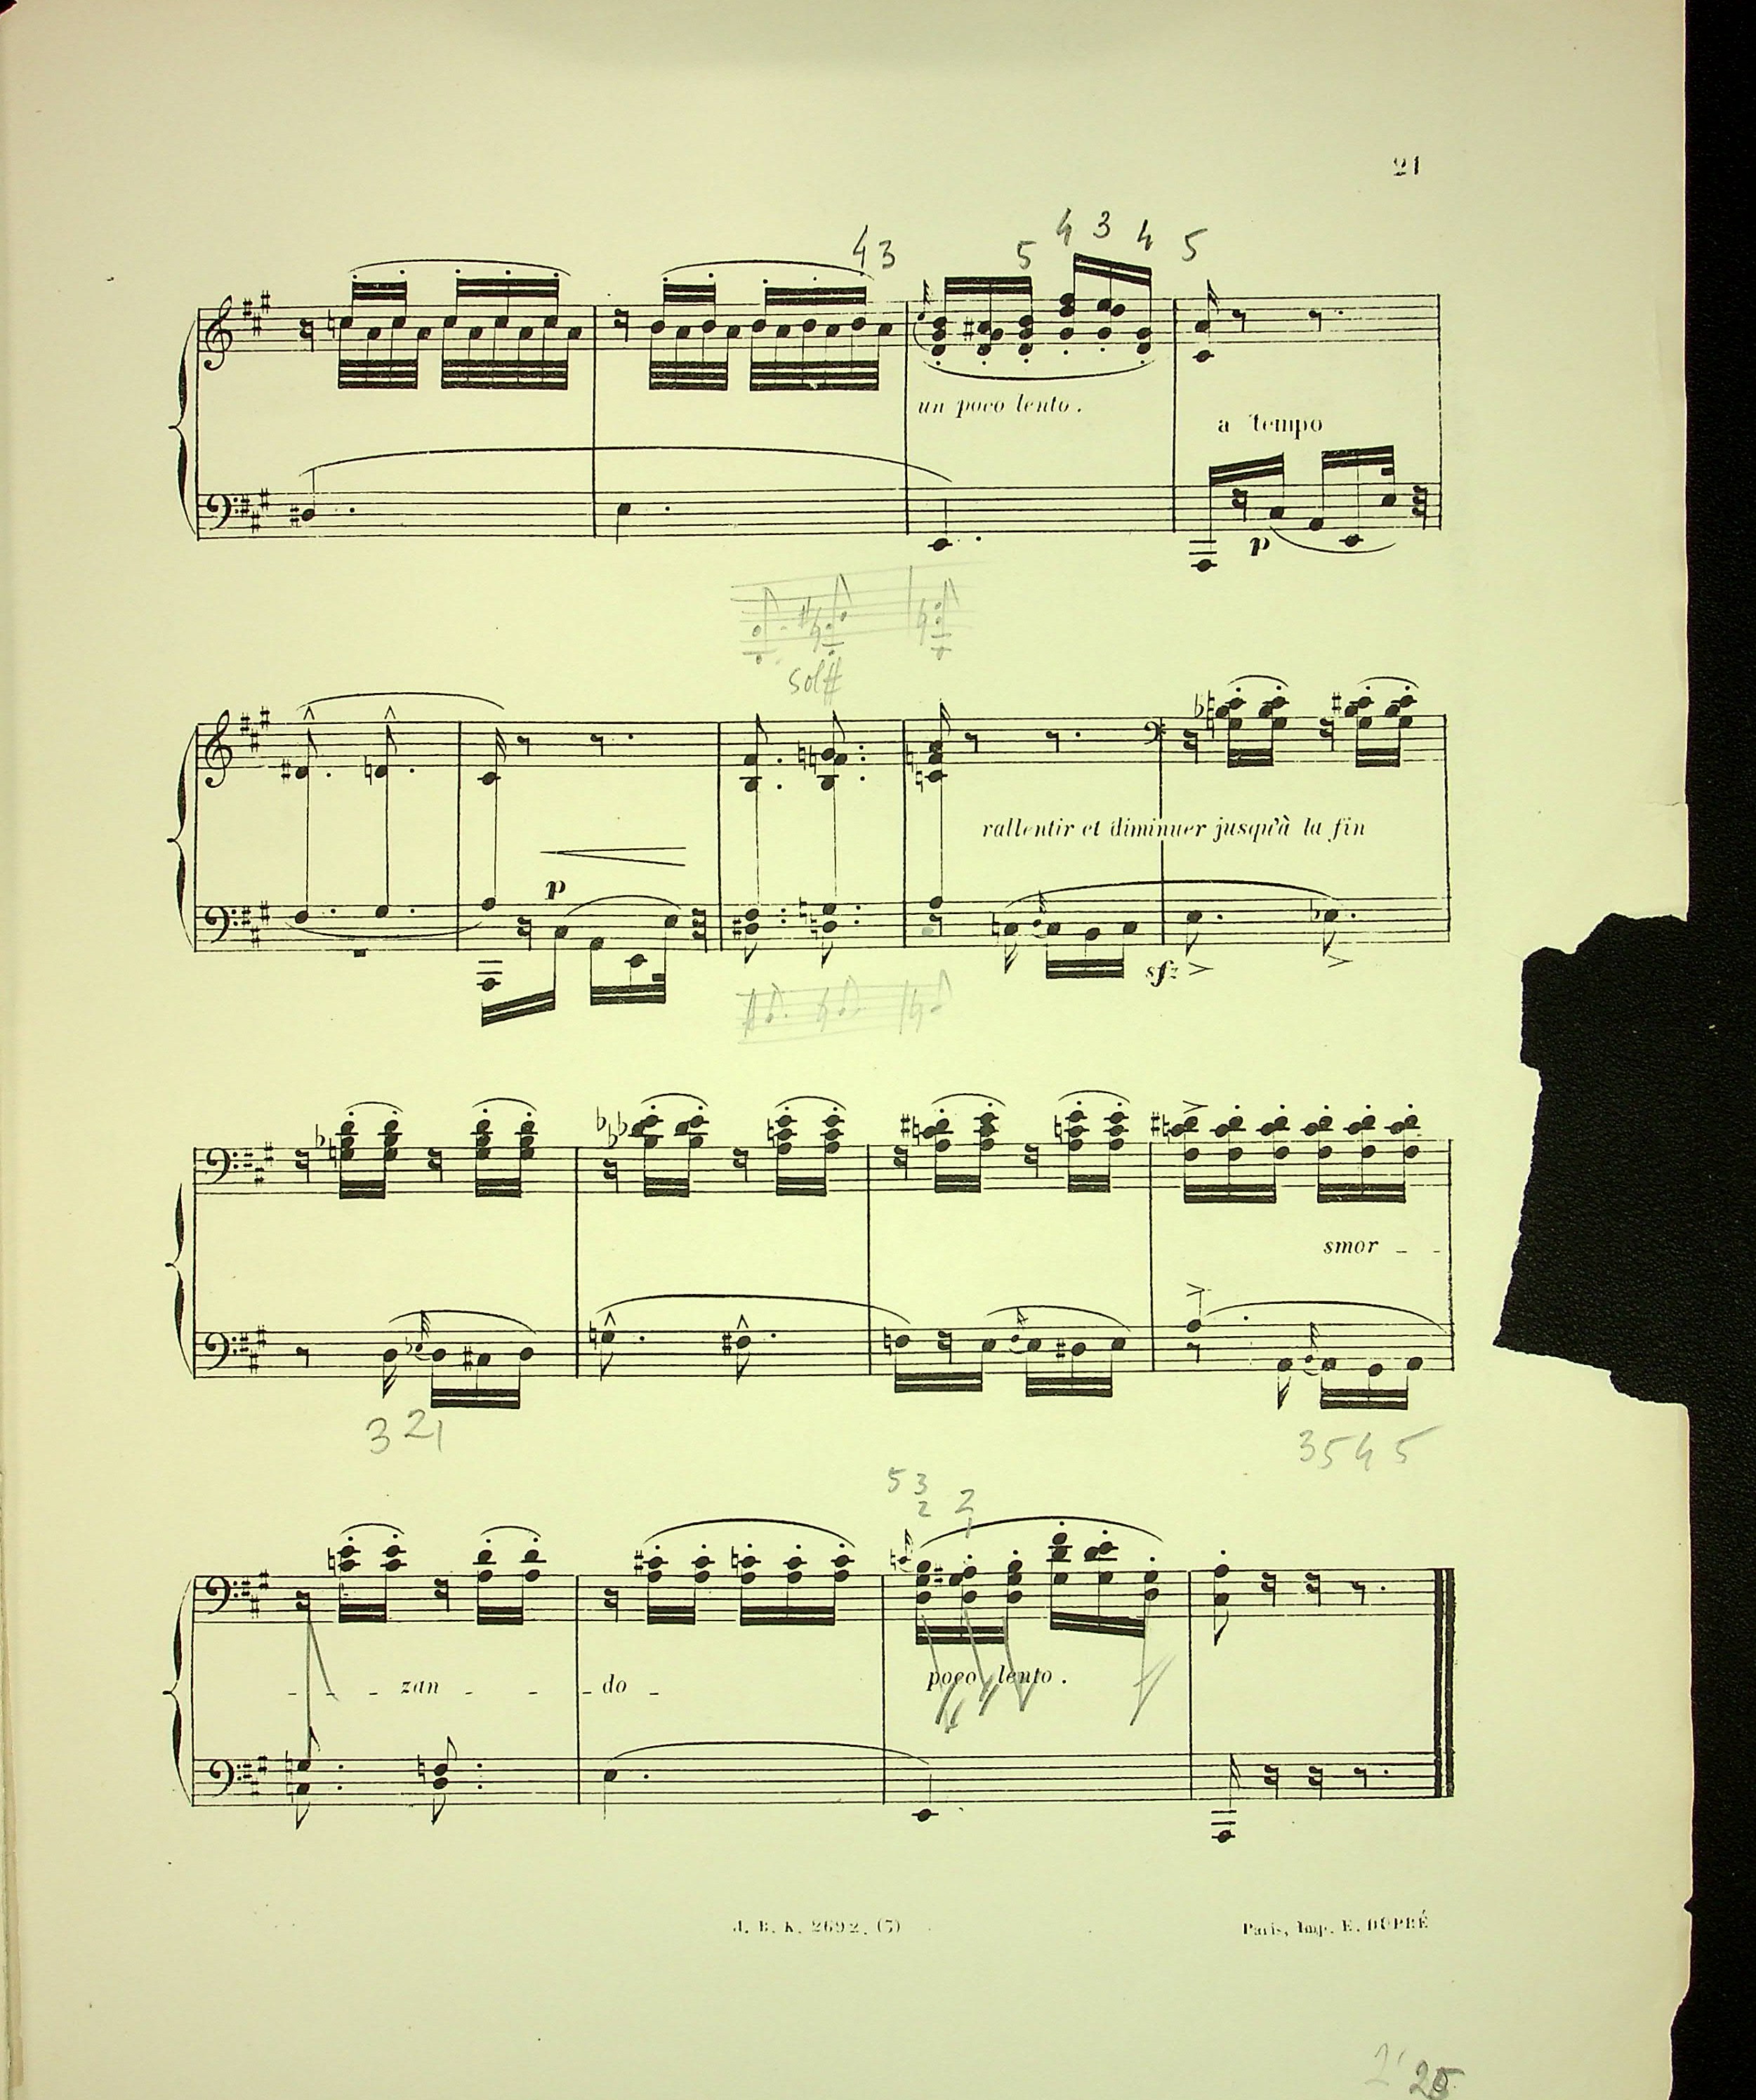 21
4 3 5 4 3 4 5
un poco lento.
a tempo
p
sol#
rallentir et diminuer jusqu'à la fin
p
sfz
smor - -
3 2 1
3 5 4 5
5 3
2 2
1
- - - zan - - - do -
poco lento.
J. B. K. 2692. (7)
Paris, Imp. E. DUPRÉ
2' 25